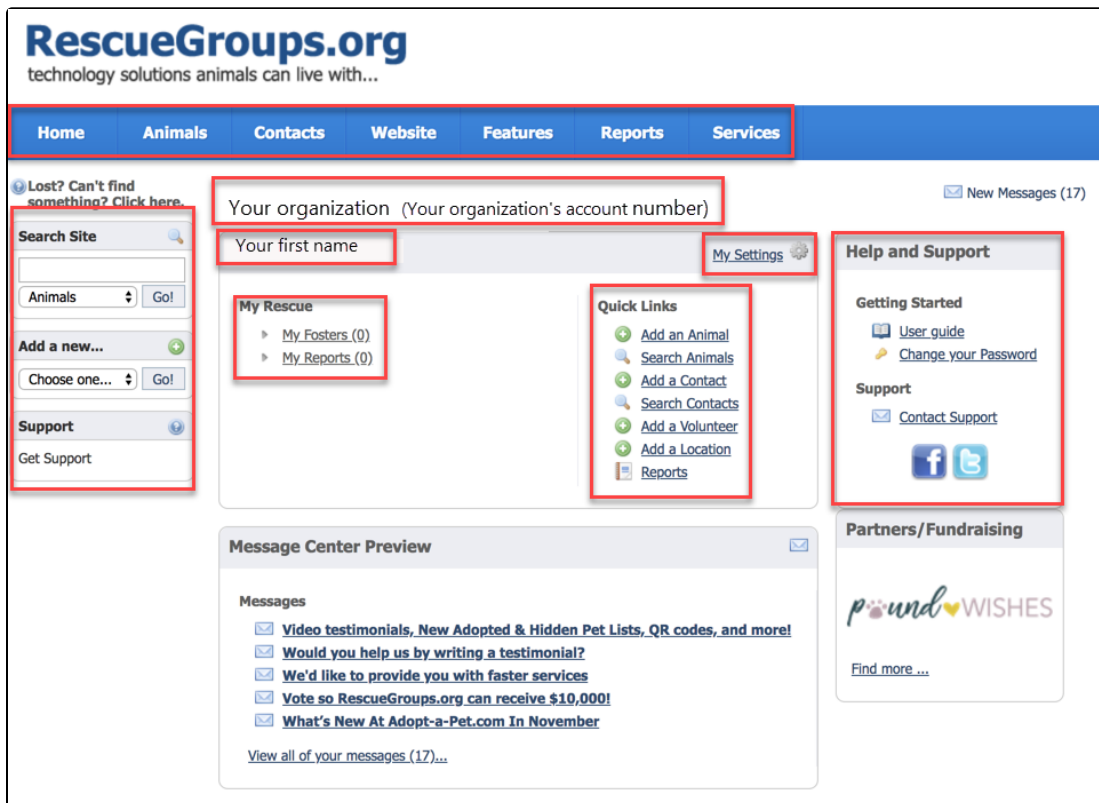 RescueGroups.org
technology solutions animals can live with...
Home Animals Contacts Website Features Reports Services
Lost? Can't find
something? Click here.
New Messages (17)
Your organization (Your organization's account number)
Search Site
Animals Go!
Add a new...
Choose one... Go!
Support
Get Support
Your first name
My Settings
My Rescue
My Fosters (0)
My Reports (0)
Quick Links
Add an Animal
Search Animals
Add a Contact
Search Contacts
Add a Volunteer
Add a Location
Reports
Help and Support
Getting Started
User guide
Change your Password
Support
Contact Support
f t
Message Center Preview
Messages
Video testimonials, New Adopted & Hidden Pet Lists, QR codes, and more!
Would you help us by writing a testimonial?
We'd like to provide you with faster services
Vote so RescueGroups.org can receive $10,000!
What's New At Adopt-a-Pet.com In November
View all of your messages (17)...
Partners/Fundraising
pound WISHES
Find more ...